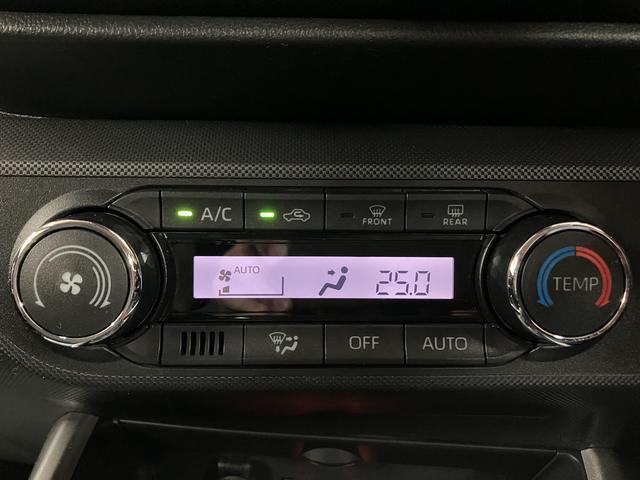 A/C
FRONT
REAR
AUTO
25.0
TEMP
OFF
AUTO